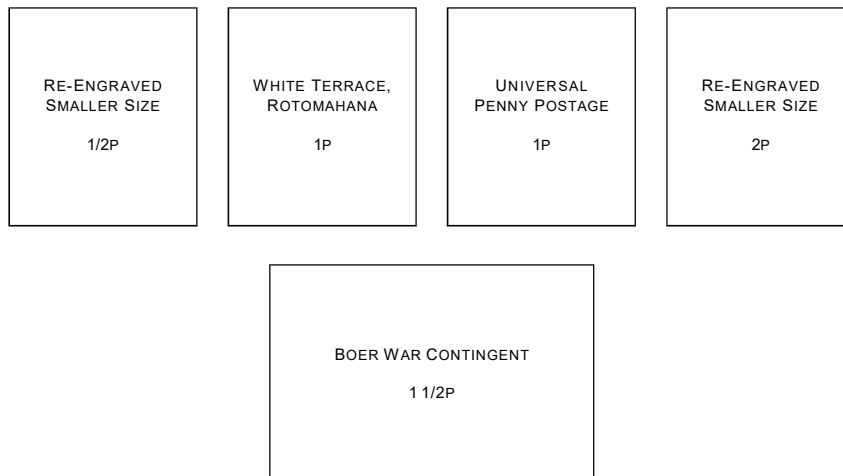 RE-ENGRAVED
SMALLER SIZE
1/2P
WHITE TERRACE,
ROTOMAHANA
1P
UNIVERSAL
PENNY POSTAGE
1P
RE-ENGRAVED
SMALLER SIZE
2P
BOER WAR CONTINGENT
1 1/2P